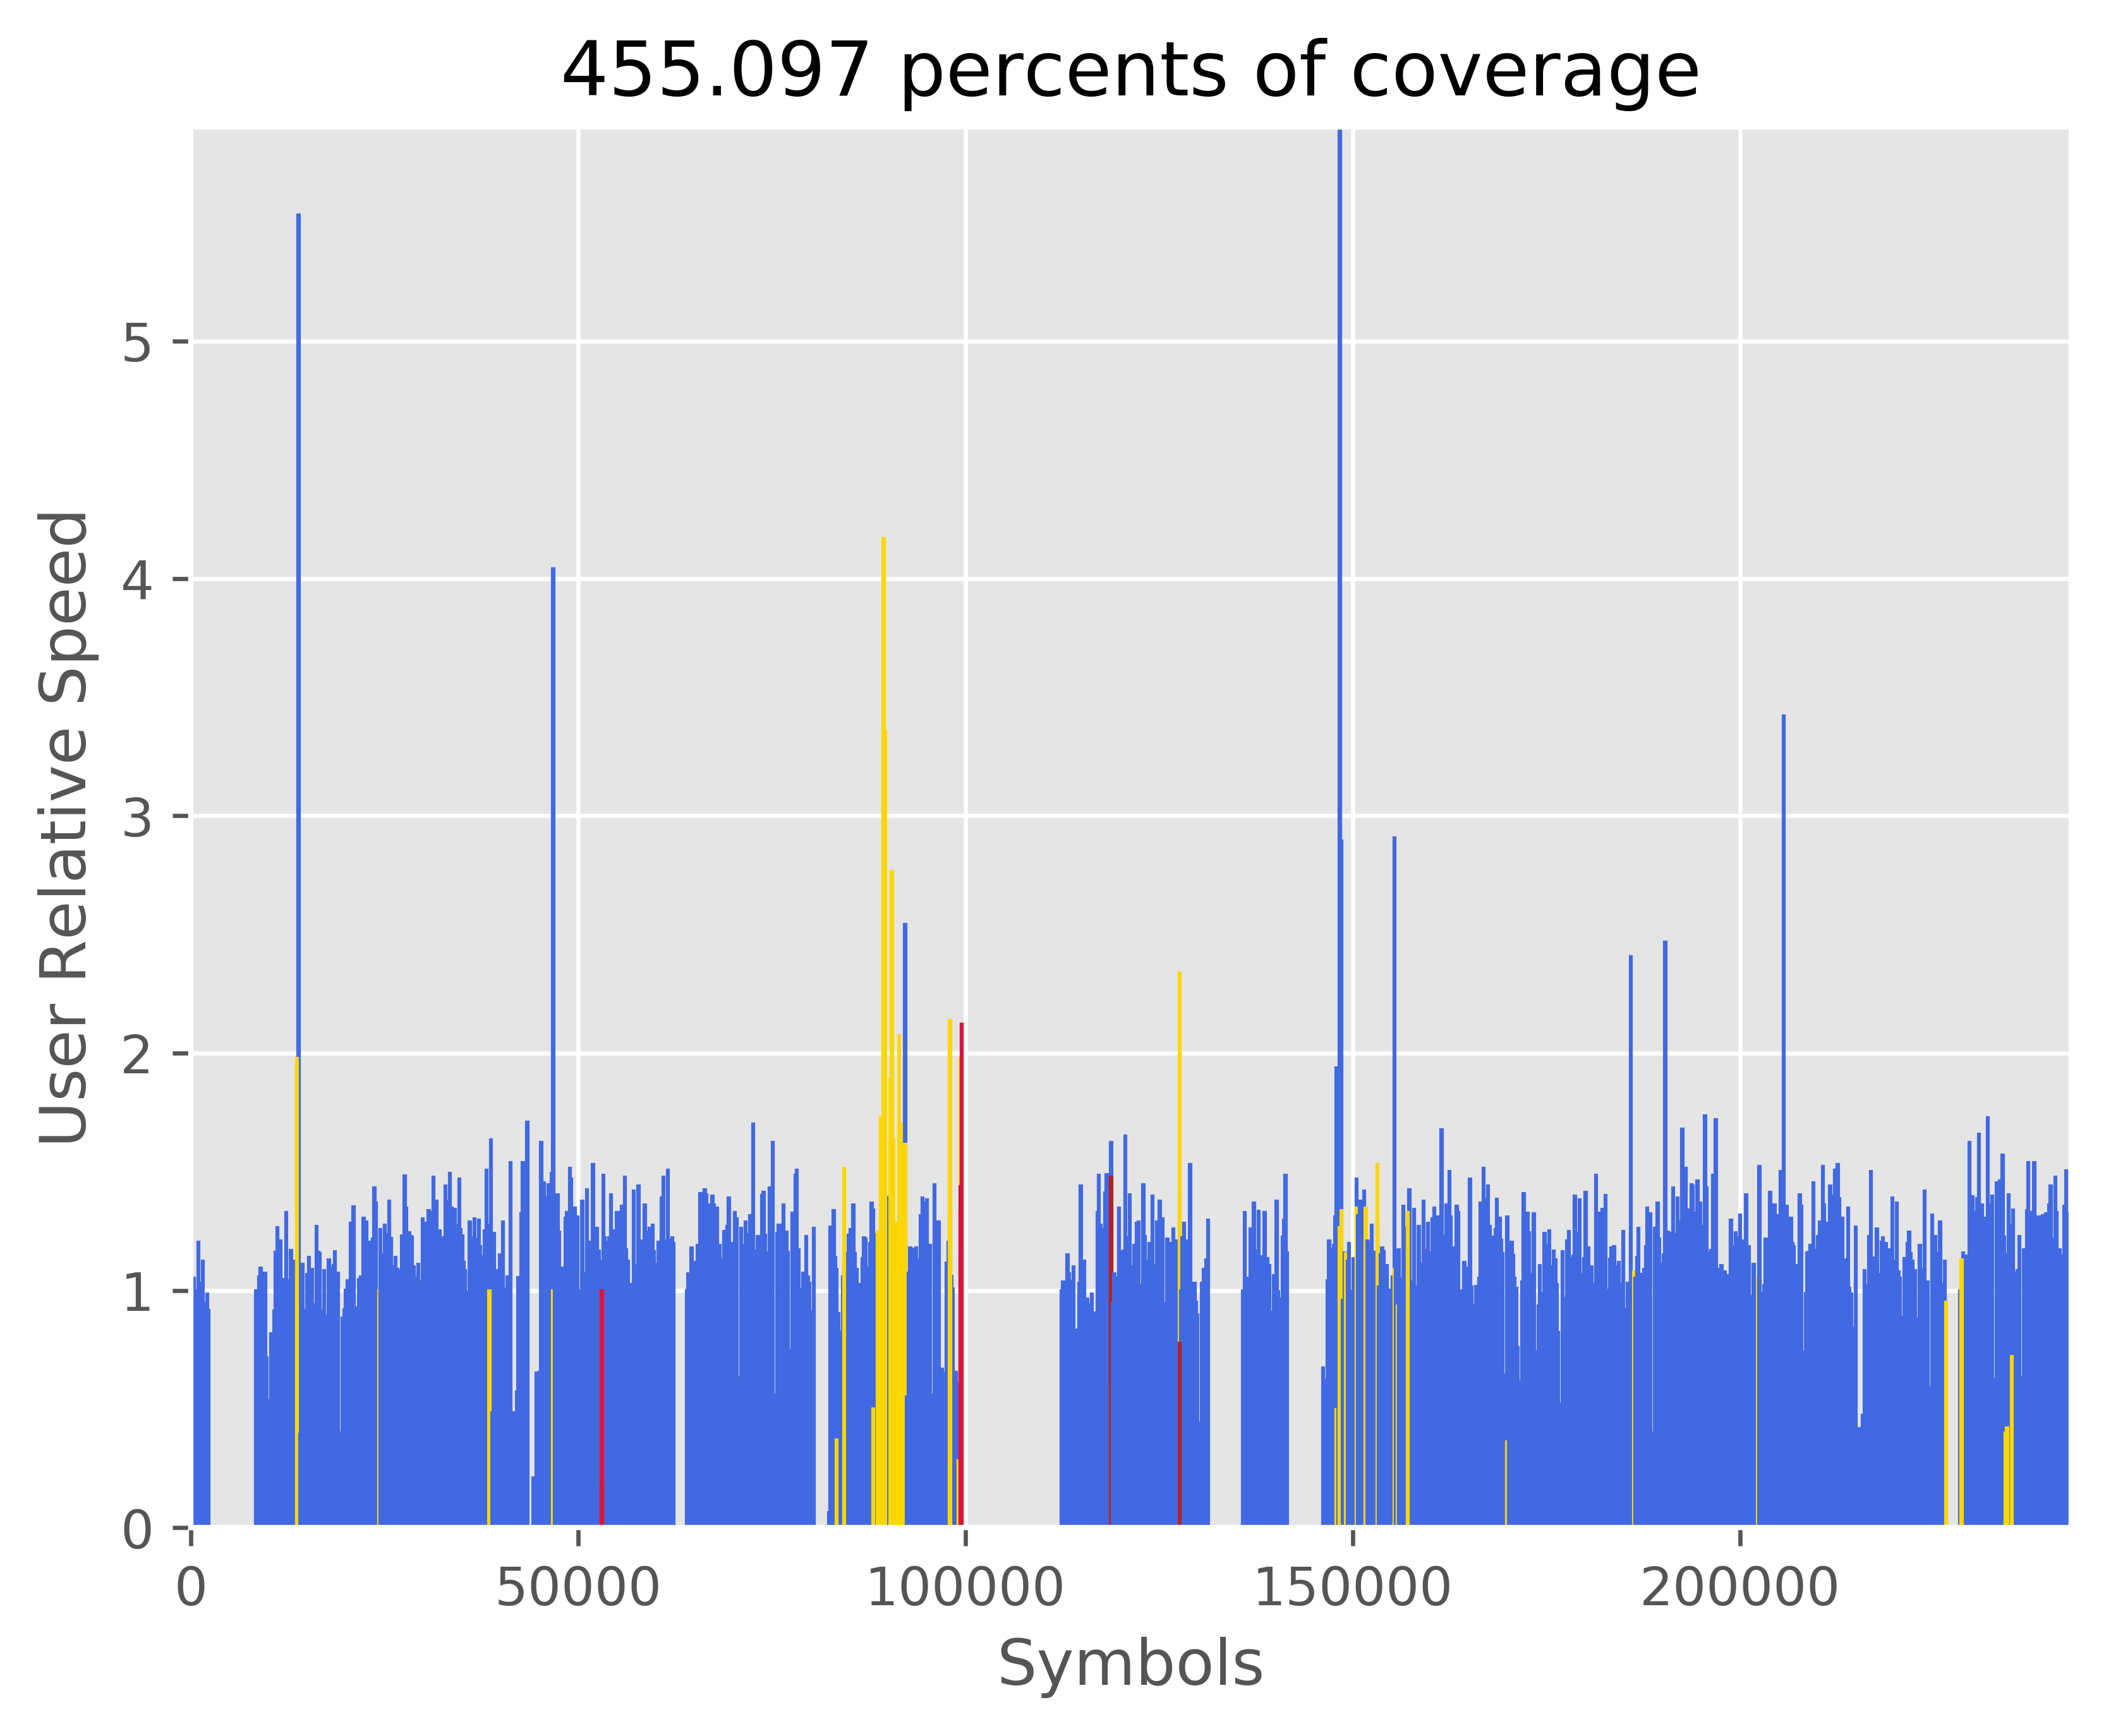 455.097 percents of coverage
User Relative Speed
5
4
3
2
1
0
0 50000 100000 150000 200000
Symbols